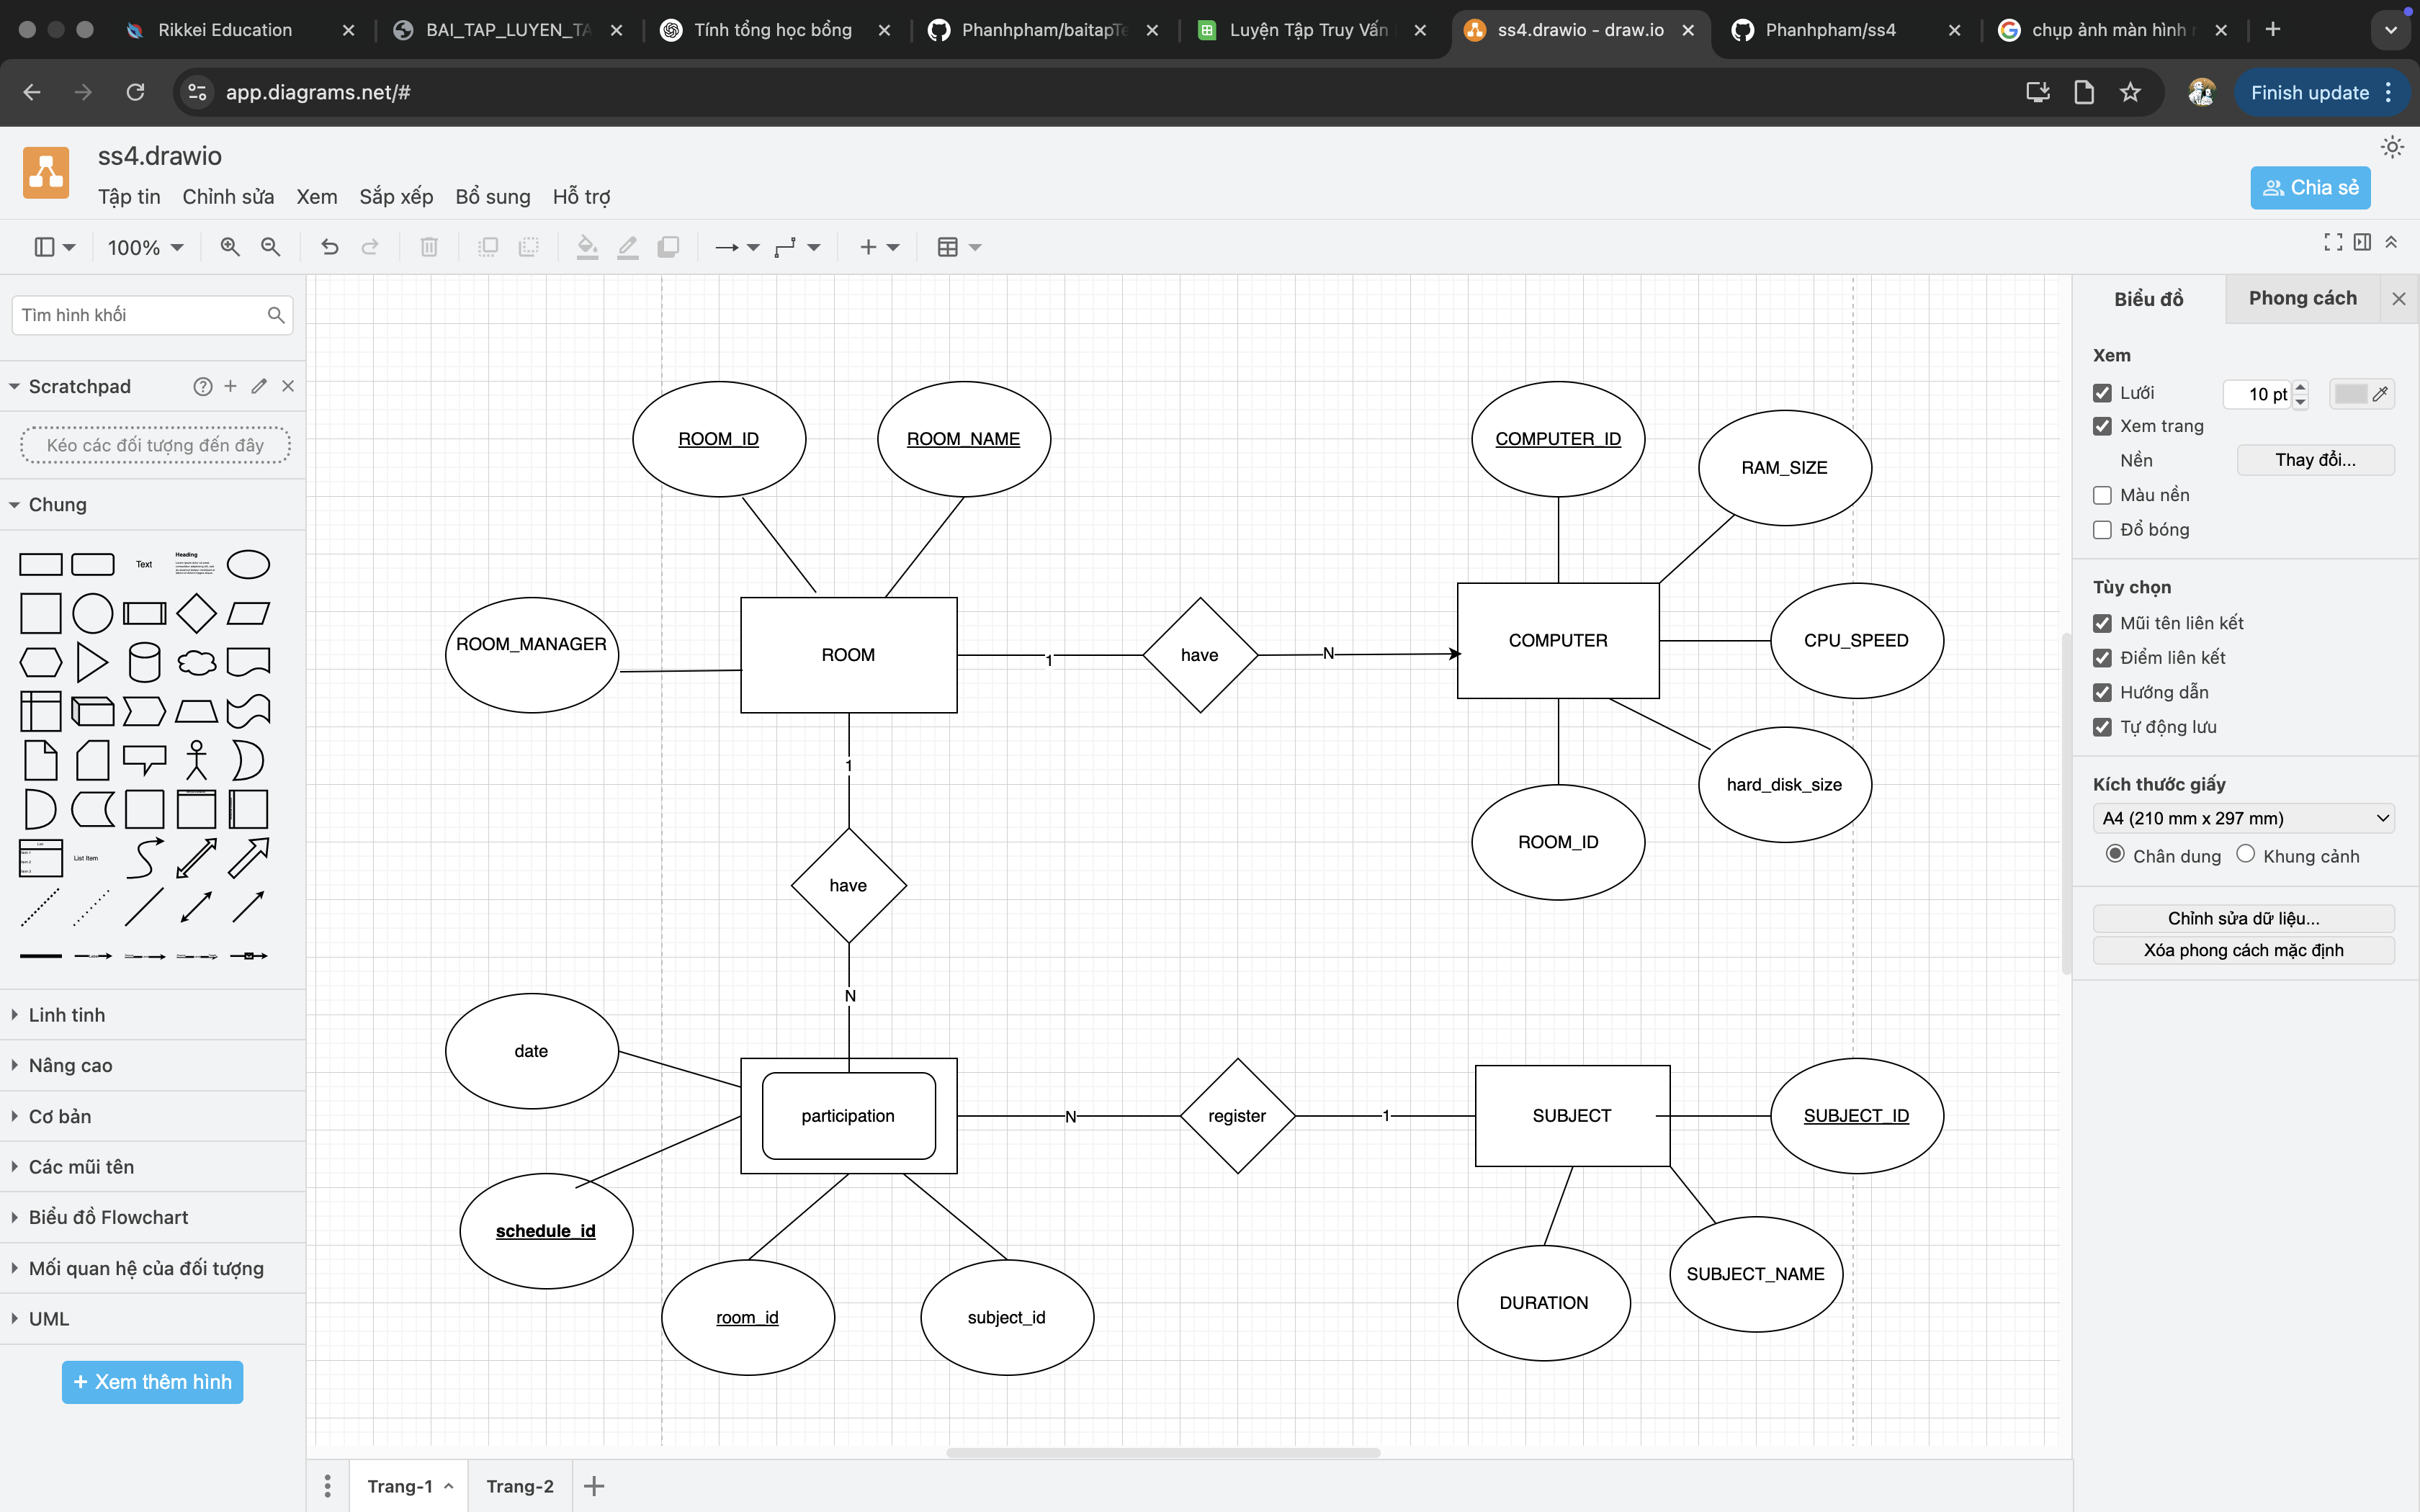 Rikkei Education
BAI_TAP_LUYEN_TA
Tính tổng học bổng
Phanhpham/baitapTe
Luyện Tập Truy Vấn
ss4.drawio - draw.io
Phanhpham/ss4
chụp ảnh màn hình
app.diagrams.net/#
Finish update
ss4.drawio
Tập tin Chỉnh sửa Xem Sắp xếp Bổ sung Hỗ trợ
Chia sẻ
100%
Tìm hình khối
Scratchpad
Kéo các đối tượng đến đây
Chung
Text
Heading
List
List Item
Linh tinh
Nâng cao
Cơ bản
Các mũi tên
Biểu đồ Flowchart
Mối quan hệ của đối tượng
UML
+ Xem thêm hình
ROOM_ID
ROOM_NAME
COMPUTER_ID
RAM_SIZE
ROOM_MANAGER
ROOM
1
have
N
COMPUTER
CPU_SPEED
1
hard_disk_size
ROOM_ID
have
N
date
participation
N
register
1
SUBJECT
SUBJECT_ID
schedule_id
room_id
subject_id
DURATION
SUBJECT_NAME
Biểu đồ
Phong cách
Xem
Lưới
10 pt
Xem trang
Nền
Thay đổi...
Màu nền
Đổ bóng
Tùy chọn
Mũi tên liên kết
Điểm liên kết
Hướng dẫn
Tự động lưu
Kích thước giấy
A4 (210 mm x 297 mm)
Chân dung
Khung cảnh
Chỉnh sửa dữ liệu...
Xóa phong cách mặc định
Trang-1
Trang-2